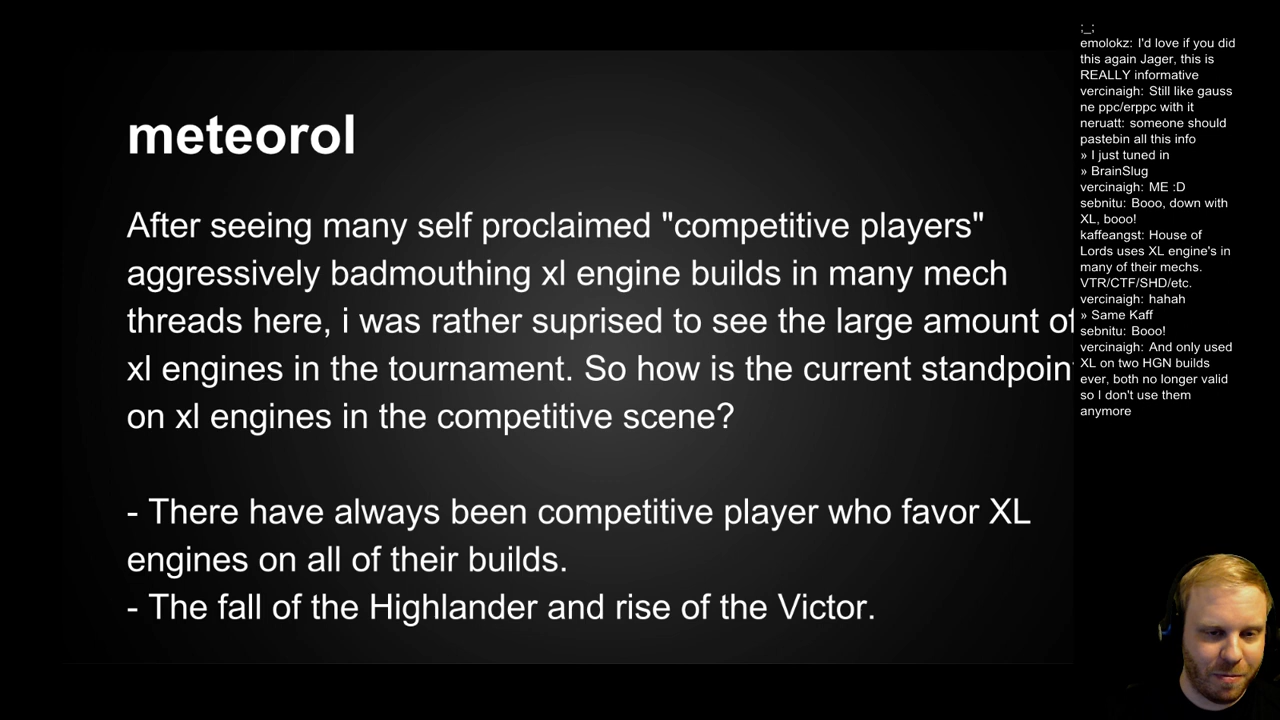 meteorol
After seeing many self proclaimed "competitive players"
aggressively badmouthing xl engine builds in many mech
threads here, i was rather suprised to see the large amount of
xl engines in the tournament. So how is the current standpoin
on xl engines in the competitive scene?
- There have always been competitive player who favor XL
engines on all of their builds.
- The fall of the Highlander and rise of the Victor.
;_;
emolokz: I'd love if you did
this again Jager, this is
REALLY informative
vercinaigh: Still like gauss
ne ppc/erppc with it
neruatt: someone should
pastebin all this info
» I just tuned in
» BrainSlug
vercinaigh: ME :D
sebnitu: Booo, down with
XL, booo!
kaffeangst: House of
Lords uses XL engine's in
many of their mechs.
VTR/CTF/SHD/etc.
vercinaigh: hahah
» Same Kaff
sebnitu: Booo!
vercinaigh: And only used
XL on two HGN builds
ever, both no longer valid
so I don't use them
anymore